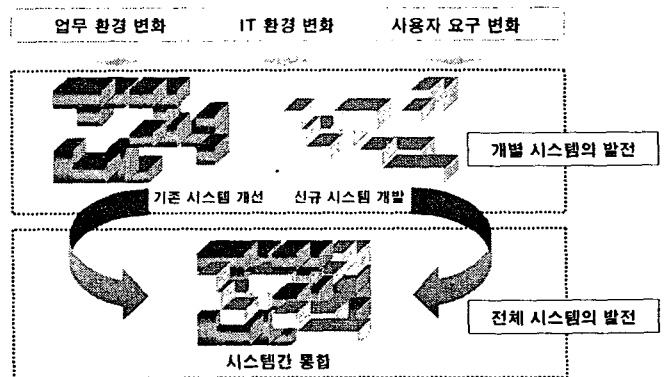 업무 환경 변화 IT 환경 변화 사용자 요구 변화
개별 시스템의 발전
기존 시스템 개선 신규 시스템 개발
전체 시스템의 발전
시스템간 통합